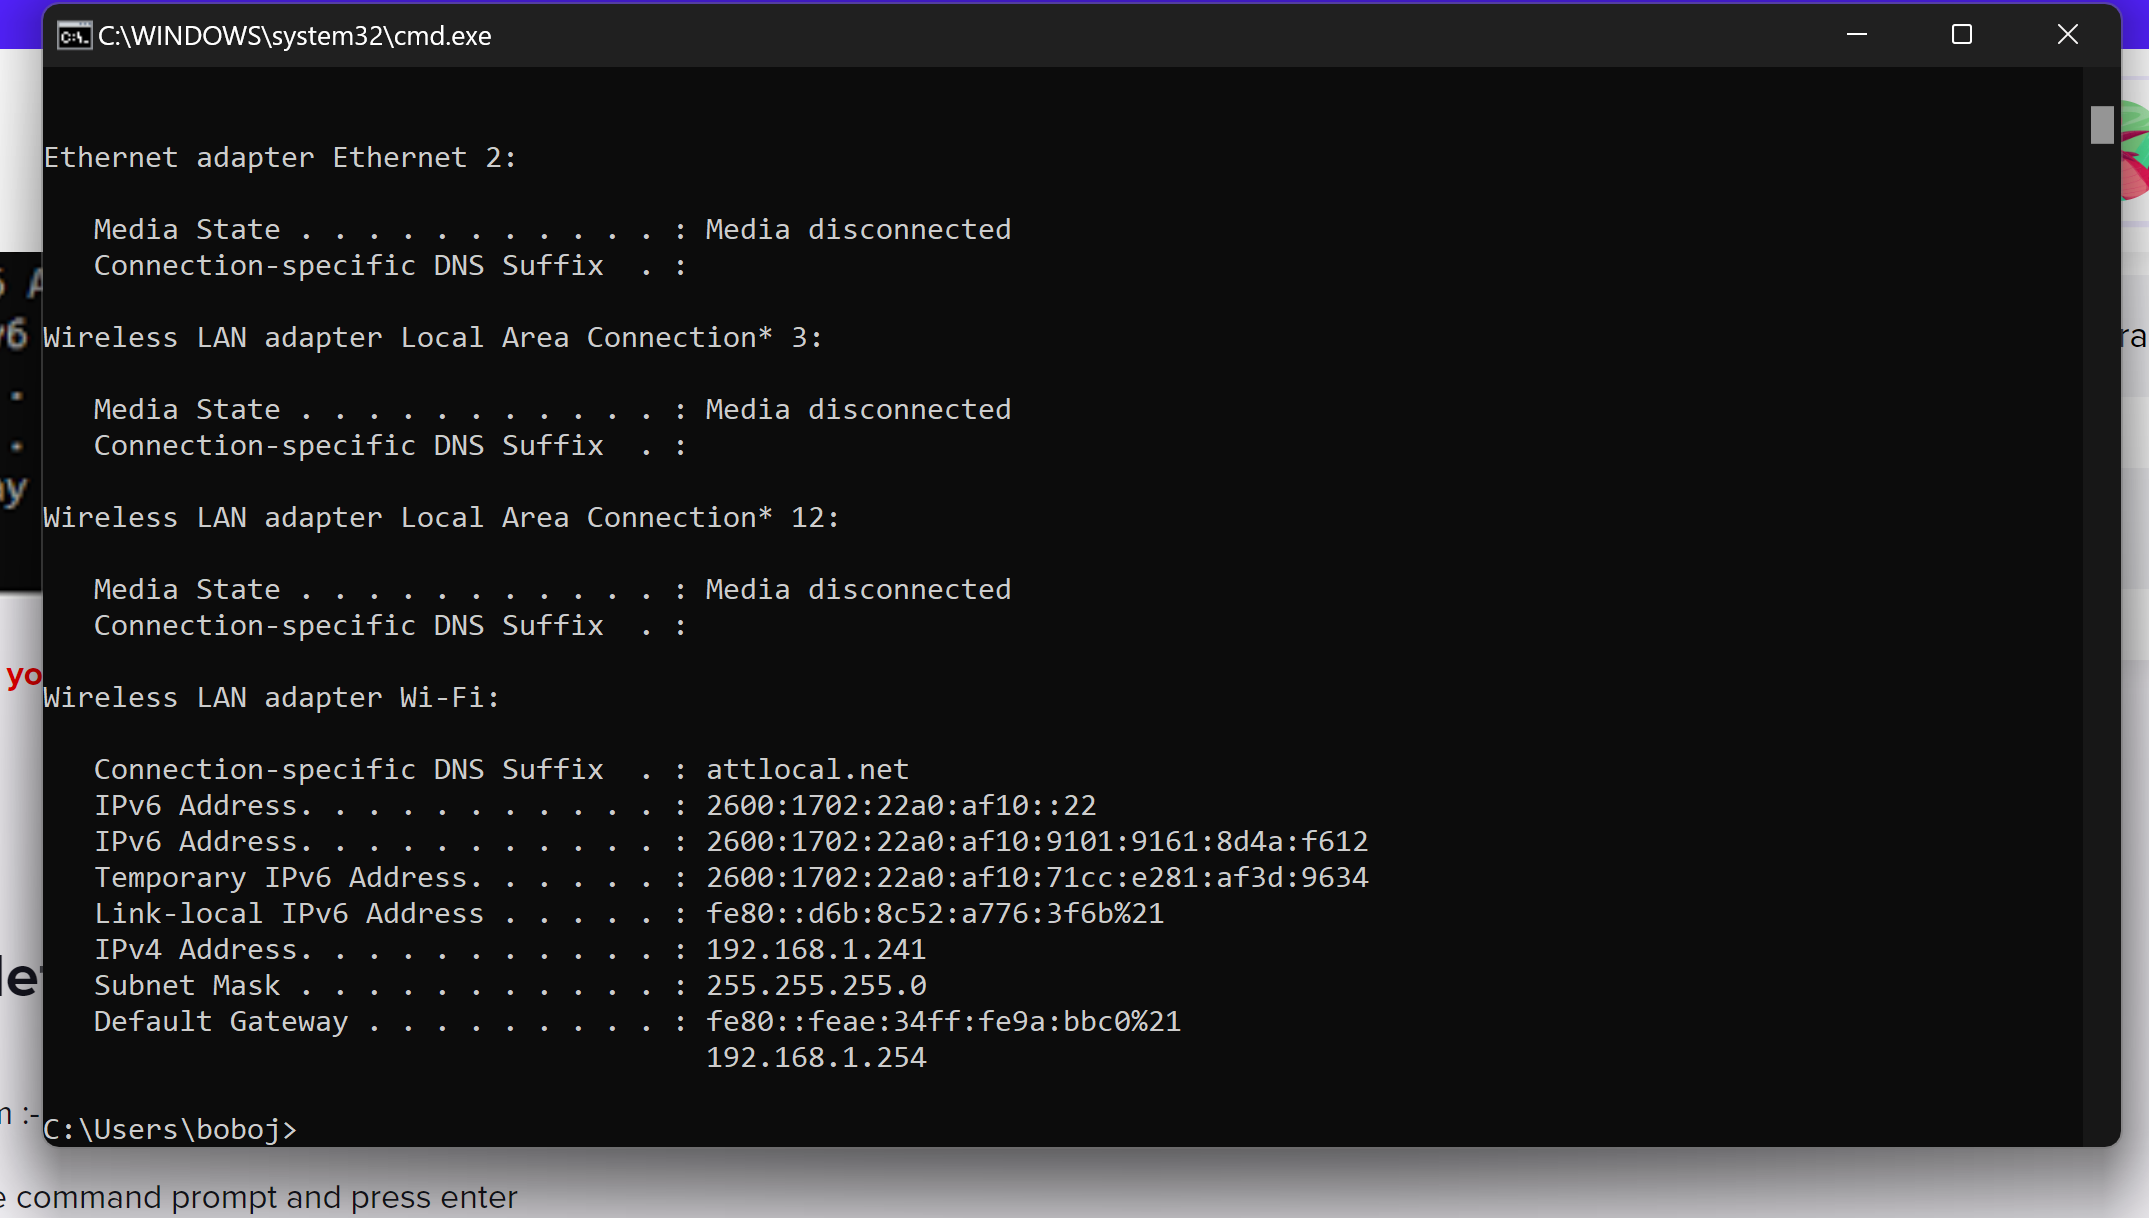 C:\WINDOWS\system32\cmd.exe
Ethernet adapter Ethernet 2:
Media State . . . . . . . . . . . : Media disconnected
Connection-specific DNS Suffix  . :
Wireless LAN adapter Local Area Connection* 3:
Media State . . . . . . . . . . . : Media disconnected
Connection-specific DNS Suffix  . :
Wireless LAN adapter Local Area Connection* 12:
Media State . . . . . . . . . . . : Media disconnected
Connection-specific DNS Suffix  . :
Wireless LAN adapter Wi-Fi:
Connection-specific DNS Suffix  . : attlocal.net
IPv6 Address. . . . . . . . . . . : 2600:1702:22a0:af10::22
IPv6 Address. . . . . . . . . . . : 2600:1702:22a0:af10:9101:9161:8d4a:f612
Temporary IPv6 Address. . . . . . : 2600:1702:22a0:af10:71cc:e281:af3d:9634
Link-local IPv6 Address . . . . . : fe80::d6b:8c52:a776:3f6b%21
IPv4 Address. . . . . . . . . . . : 192.168.1.241
Subnet Mask . . . . . . . . . . . : 255.255.255.0
Default Gateway . . . . . . . . . : fe80::feae:34ff:fe9a:bbc0%21
192.168.1.254
C:\Users\boboj>
command prompt and press enter